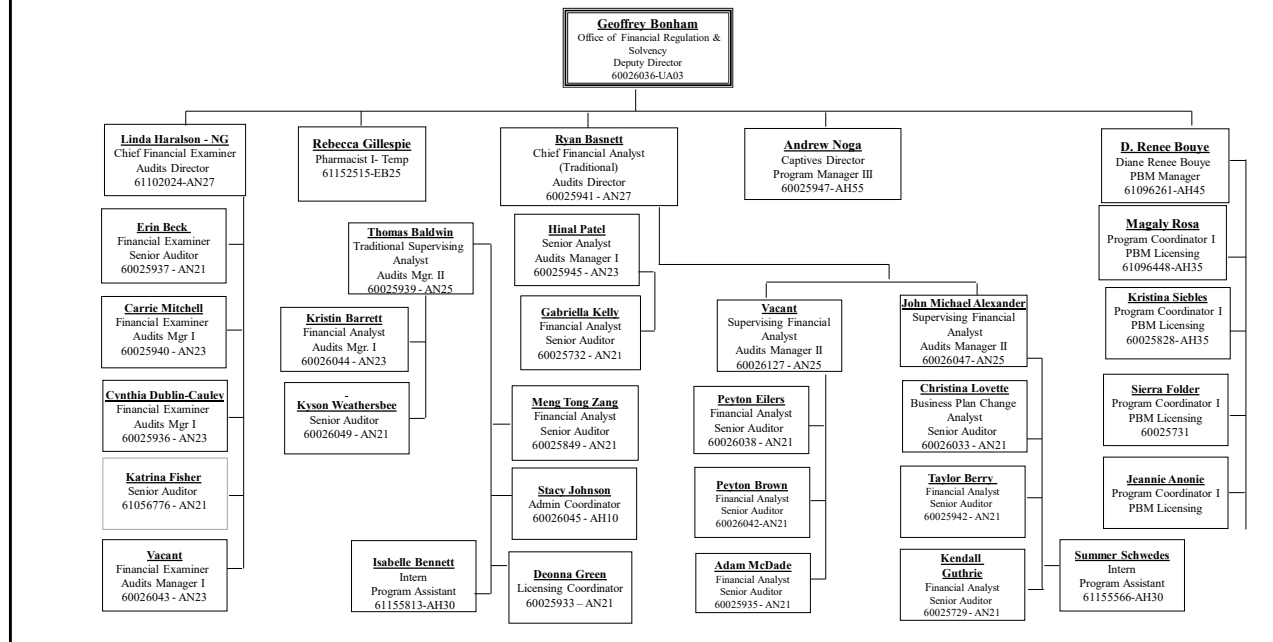 Geoffrey Bonham
Office of Financial Regulation &
Solvency
Deputy Director
60026036-UA03
Linda Haralson - NG
Chief Financial Examiner
Audits Director
61102024-AN27
Rebecca Gillespie
Pharmacist I- Temp
61152515-EB25
Ryan Basnett
Chief Financial Analyst
(Traditional)
Audits Director
60025941 - AN27
Andrew Noga
Captives Director
Program Manager III
60025947-AH55
D. Renee Bouye
Diane Renee Bouye
PBM Manager
61096261-AH45
Erin Beck
Financial Examiner
Senior Auditor
60025937 - AN21
Carrie Mitchell
Financial Examiner
Audits Mgr I
60025940 - AN23
Cynthia Dublin-Cauley
Financial Examiner
Audits Mgr I
60025936 - AN23
Katrina Fisher
Senior Auditor
61056776 - AN21
Vacant
Financial Examiner
Audits Manager I
60026043 - AN23
Thomas Baldwin
Traditional Supervising
Analyst
Audits Mgr. II
60025939 - AN25
Kristin Barrett
Financial Analyst
Audits Mgr. I
60026044 - AN23
-
Kyson Weathersbee
Senior Auditor
60026049 - AN21
Isabelle Bennett
Intern
Program Assistant
61155813-AH30
Hinal Patel
Senior Analyst
Audits Manager I
60025945 - AN23
Gabriella Kelly
Financial Analyst
Senior Auditor
60025732 - AN21
Meng Tong Zang
Financial Analyst
Senior Auditor
60025849 - AN21
Stacy Johnson
Admin Coordinator
60026045 - AH10
Deonna Green
Licensing Coordinator
60025933 – AN21
Vacant
Supervising Financial
Analyst
Audits Manager II
60026127 - AN25
Peyton Eilers
Financial Analyst
Senior Auditor
60026038 - AN21
Peyton Brown
Financial Analyst
Senior Auditor
60026042-AN21
Adam McDade
Financial Analyst
Senior Auditor
60025935 - AN21
John Michael Alexander
Supervising Financial
Analyst
Audits Manager II
60026047-AN25
Christina Lovette
Business Plan Change
Analyst
Senior Auditor
60026033 - AN21
Taylor Berry
Financial Analyst
Senior Auditor
60025942 - AN21
Kendall
Guthrie
Financial Analyst
Senior Auditor
60025729 - AN21
Summer Schwedes
Intern
Program Assistant
61155566-AH30
Magaly Rosa
Program Coordinator I
PBM Licensing
61096448-AH35
Kristina Siebles
Program Coordinator I
PBM Licensing
60025828-AH35
Sierra Folder
Program Coordinator I
PBM Licensing
60025731
Jeannie Anonie
Program Coordinator I
PBM Licensing